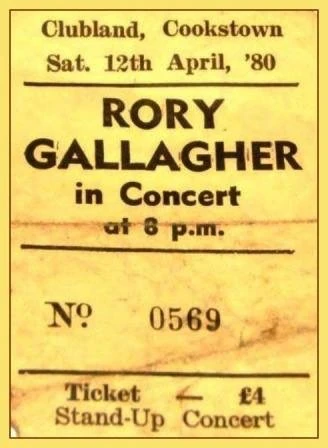 Clubland, Cookstown
Sat. 12th April, '80
RORY
GALLAGHER
in Concert
at 8 p.m.
Nº 0569
Ticket — £4
Stand-Up Concert